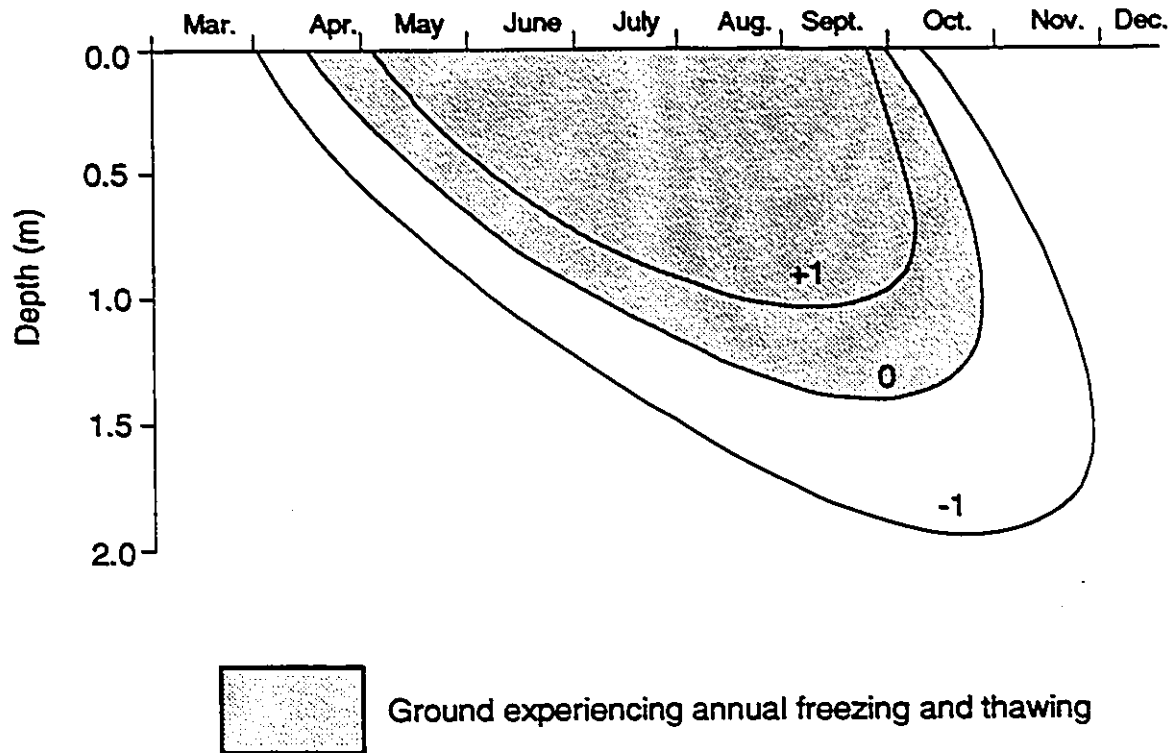 Mar. Apr. May June July Aug. Sept. Oct. Nov. Dec.
0.0
0.5
Depth (m)
+1
1.0
0
1.5
-1
2.0
Ground experiencing annual freezing and thawing